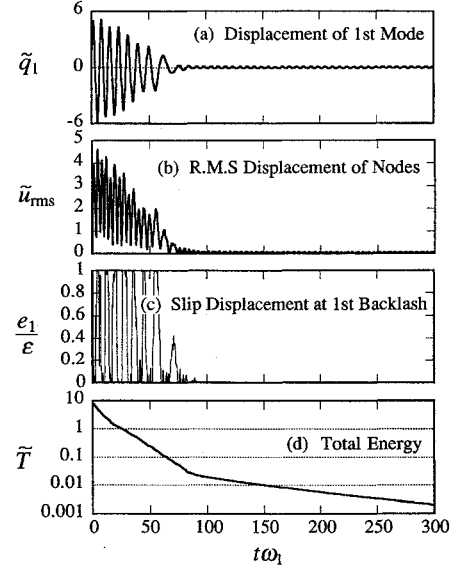 6
(a) Displacement of 1st Mode
q̃₁
0
-6
5
4
(b) R.M.S Displacement of Nodes
3
ũrms
2
1
0
1
0.8
0.6
(c) Slip Displacement at 1st Backlash
e₁/ε
0.4
0.2
0
10
(d) Total Energy
1
T̃
0.1
0.01
0.001
0 50 100 150 200 250 300
tω₁